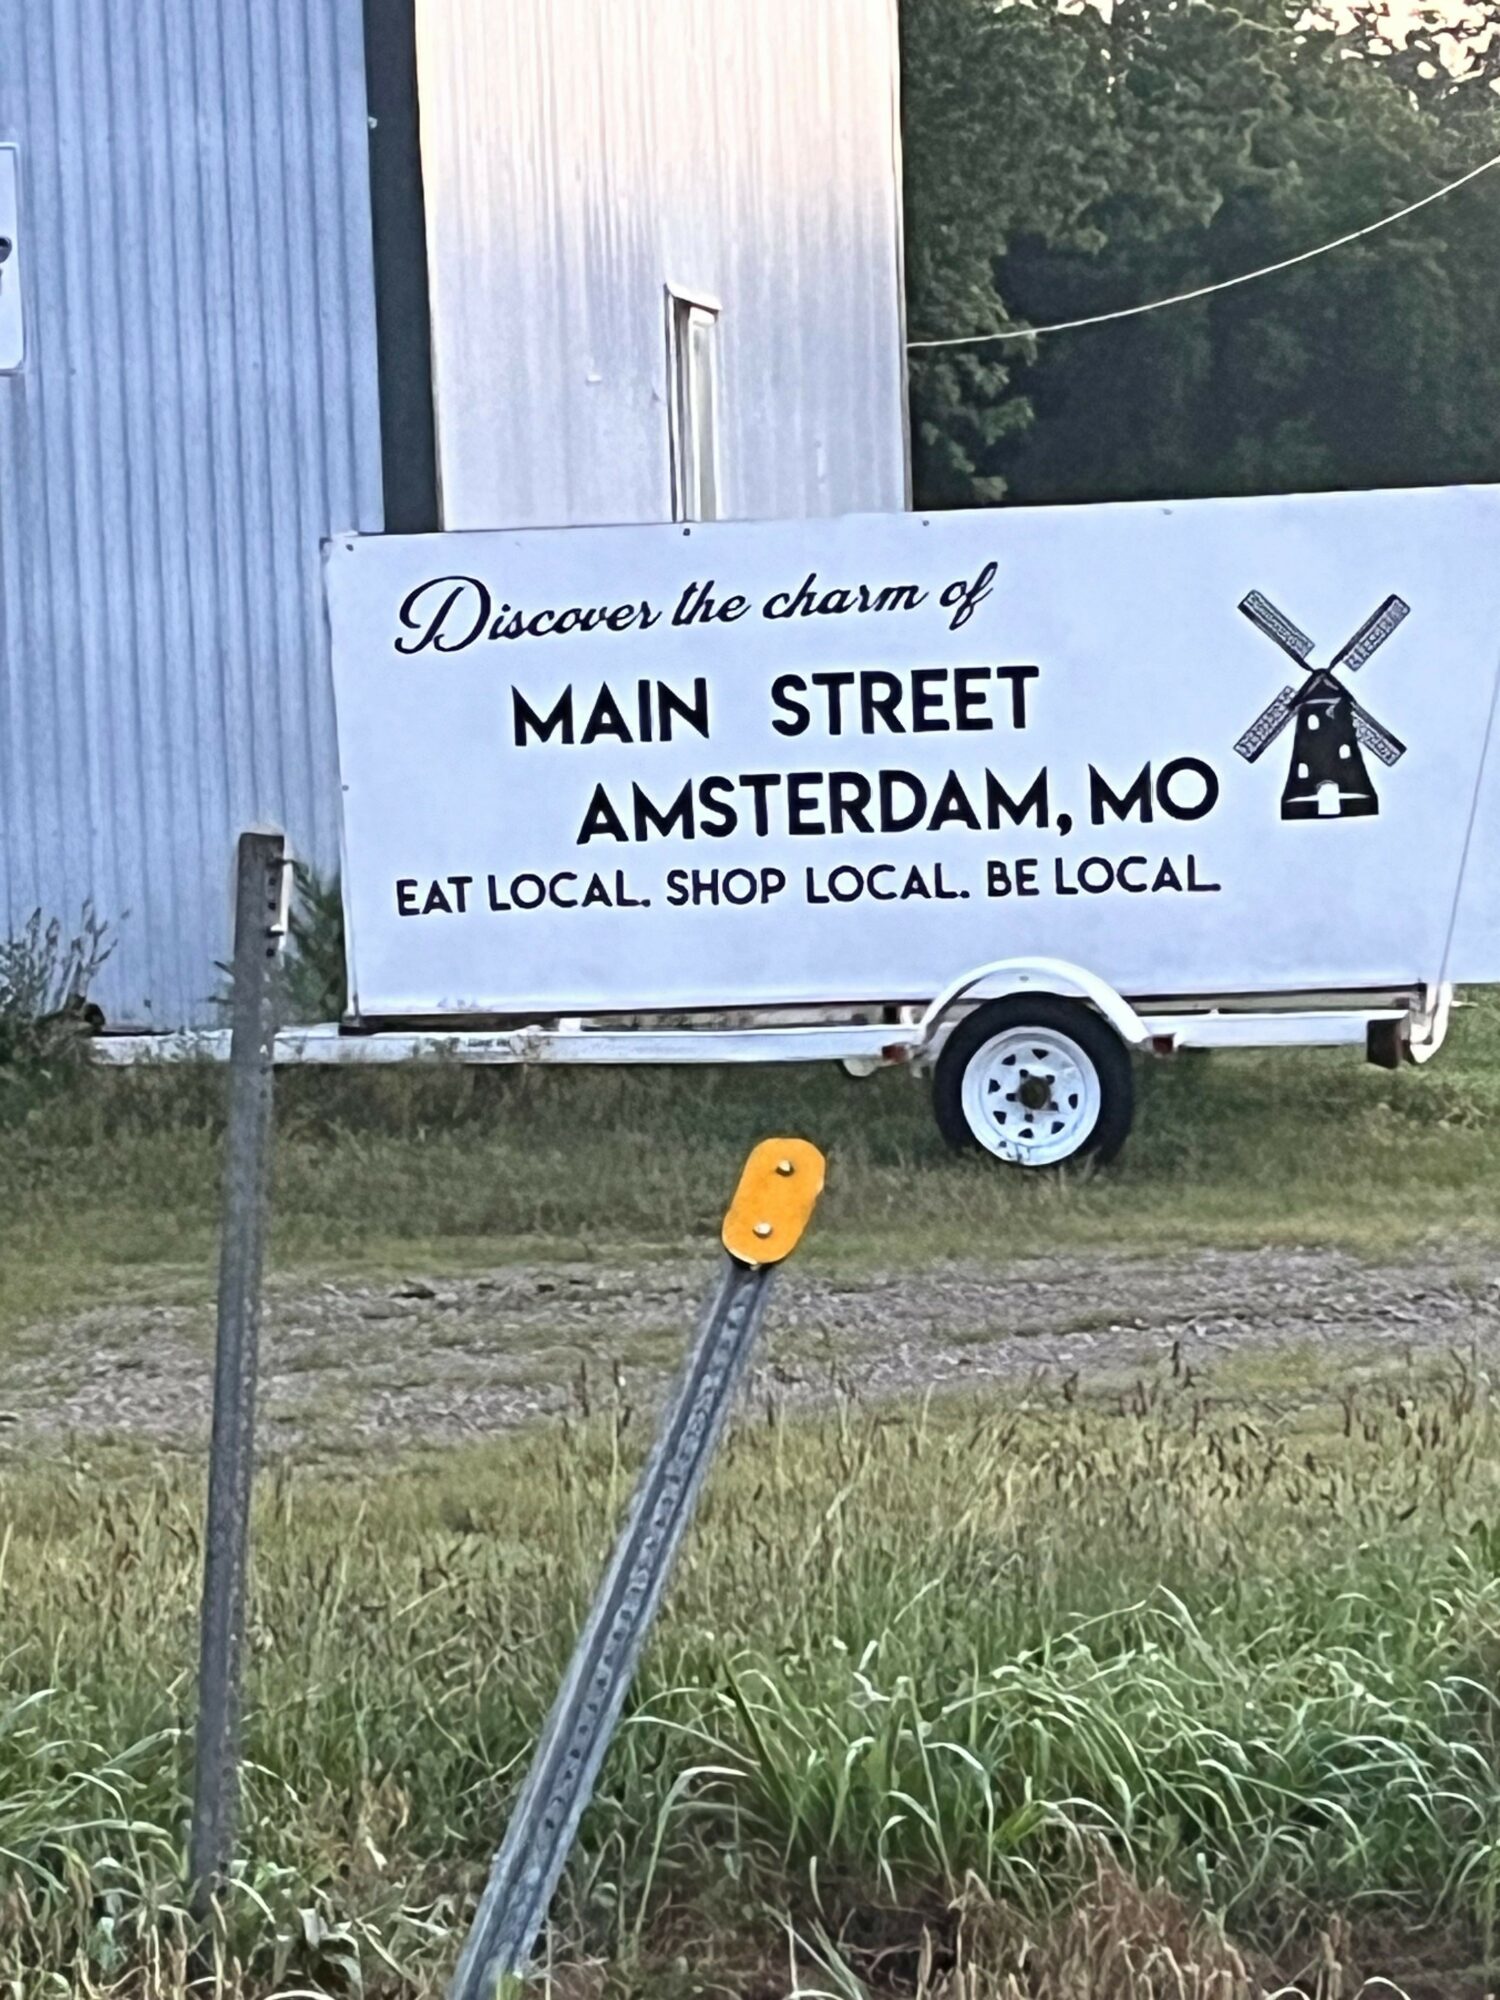 Discover the charm of
MAIN STREET
AMSTERDAM, MO
EAT LOCAL. SHOP LOCAL. BE LOCAL.